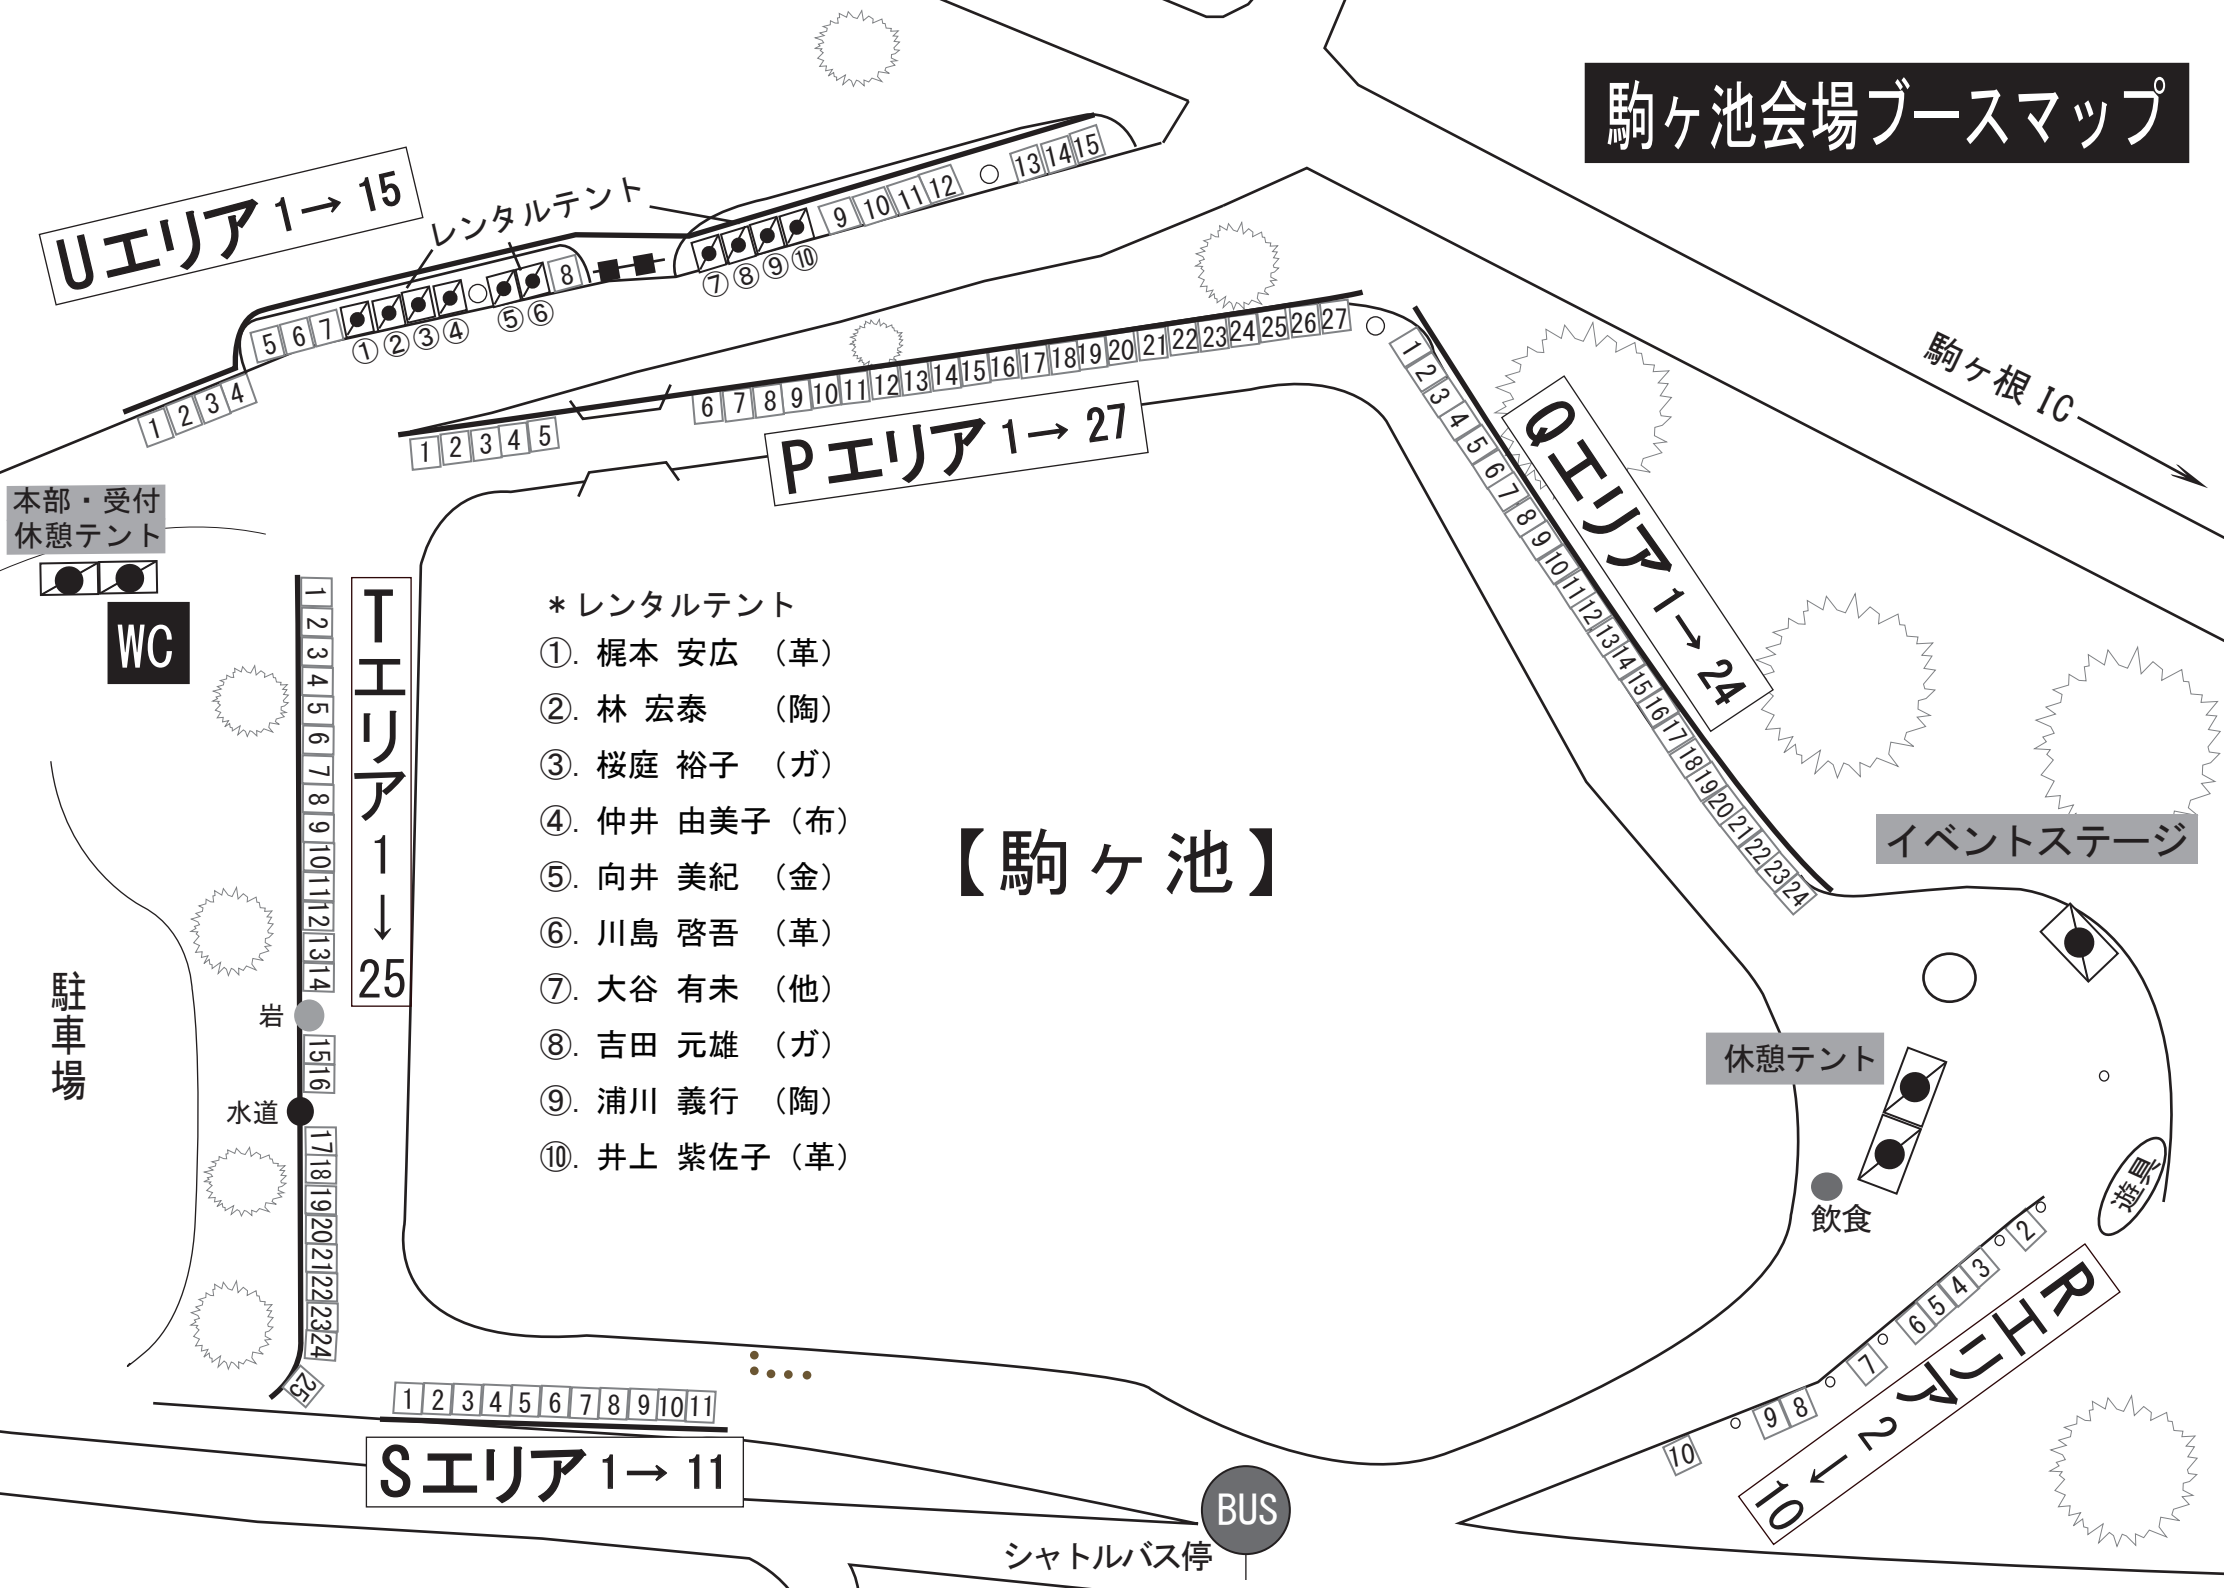 駒ヶ池会場ブースマップ
Uエリア 1→ 15
レンタルテント
1 2 3 4
5 6 7
8
① ② ③ ④ ⑤ ⑥
⑦ ⑧ ⑨ ⑩
9 10 11 12 13 14 15
1 2 3 4 5
6 7 8 9 10 11 12 13 14 15 16 17 18 19 20 21 22 23 24 25 26 27
Pエリア 1→ 27
1 2 3 4 5 6 7 8 9 10 11 12 13 14 15 16 17 18 19 20 21 22 23 24
Qエリア 1→ 24
駒ヶ根 IC
本部・受付
休憩テント
WC
Tエリア 1→25
1 2 3 4 5 6 7 8 9 10 11 12 13 14
岩
15 16
水道
17 18 19 20 21 22 23 24 25
駐車場
＊レンタルテント
①. 梶本 安広 （革）
②. 林 宏泰 （陶）
③. 桜庭 裕子 （ガ）
④. 仲井 由美子（布）
⑤. 向井 美紀 （金）
⑥. 川島 啓吾 （革）
⑦. 大谷 有未 （他）
⑧. 吉田 元雄 （ガ）
⑨. 浦川 義行 （陶）
⑩. 井上 紫佐子（革）
【駒ヶ池】
イベントステージ
休憩テント
飲食
遊具
2 3 4 5 6 7 8 9 10
Rエリア 2→10
1 2 3 4 5 6 7 8 9 10 11
Sエリア 1→ 11
BUS
シャトルバス停